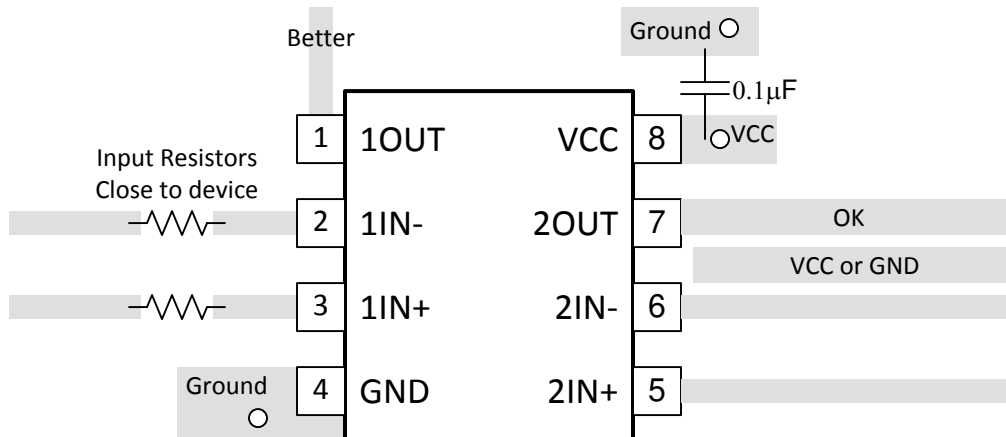 Better
Ground
0.1µF
1 1OUT VCC 8 VCC
Input Resistors
Close to device
2 1IN- 2OUT 7 OK
VCC or GND
3 1IN+ 2IN- 6
Ground
4 GND 2IN+ 5